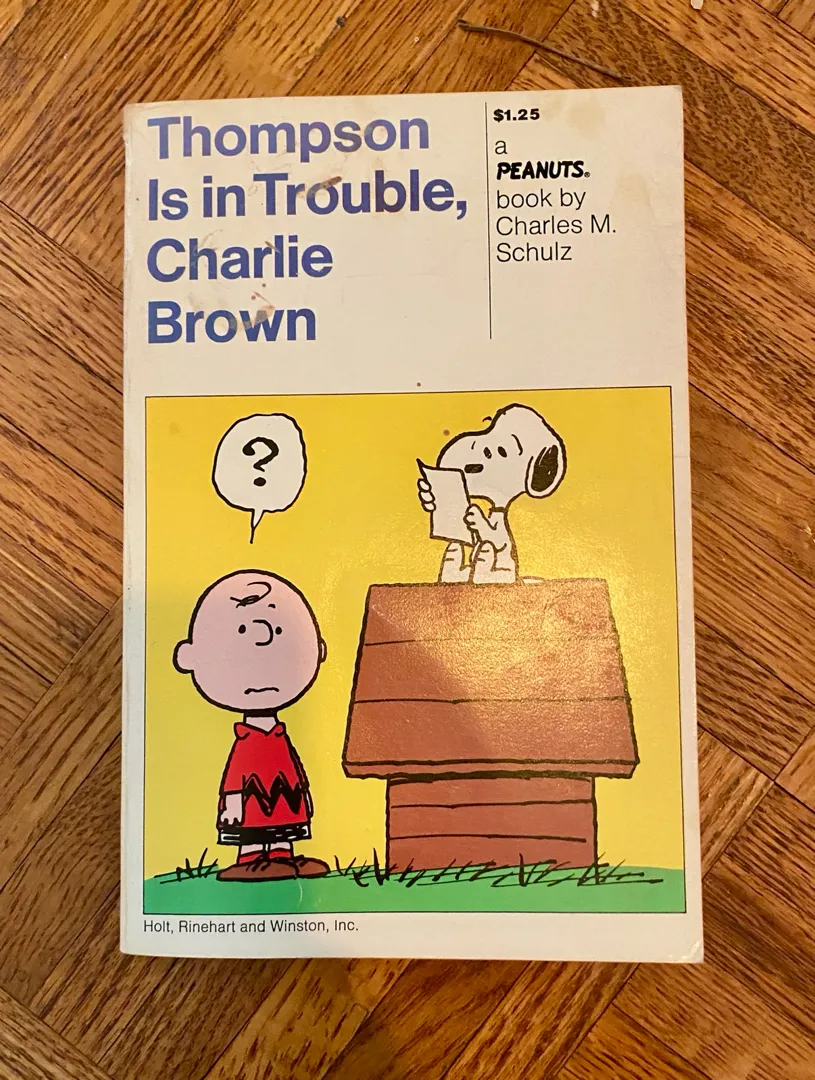 Thompson
Is in Trouble,
Charlie
Brown
$1.25
a
PEANUTS®
book by
Charles M.
Schulz
?
Holt, Rinehart and Winston, Inc.